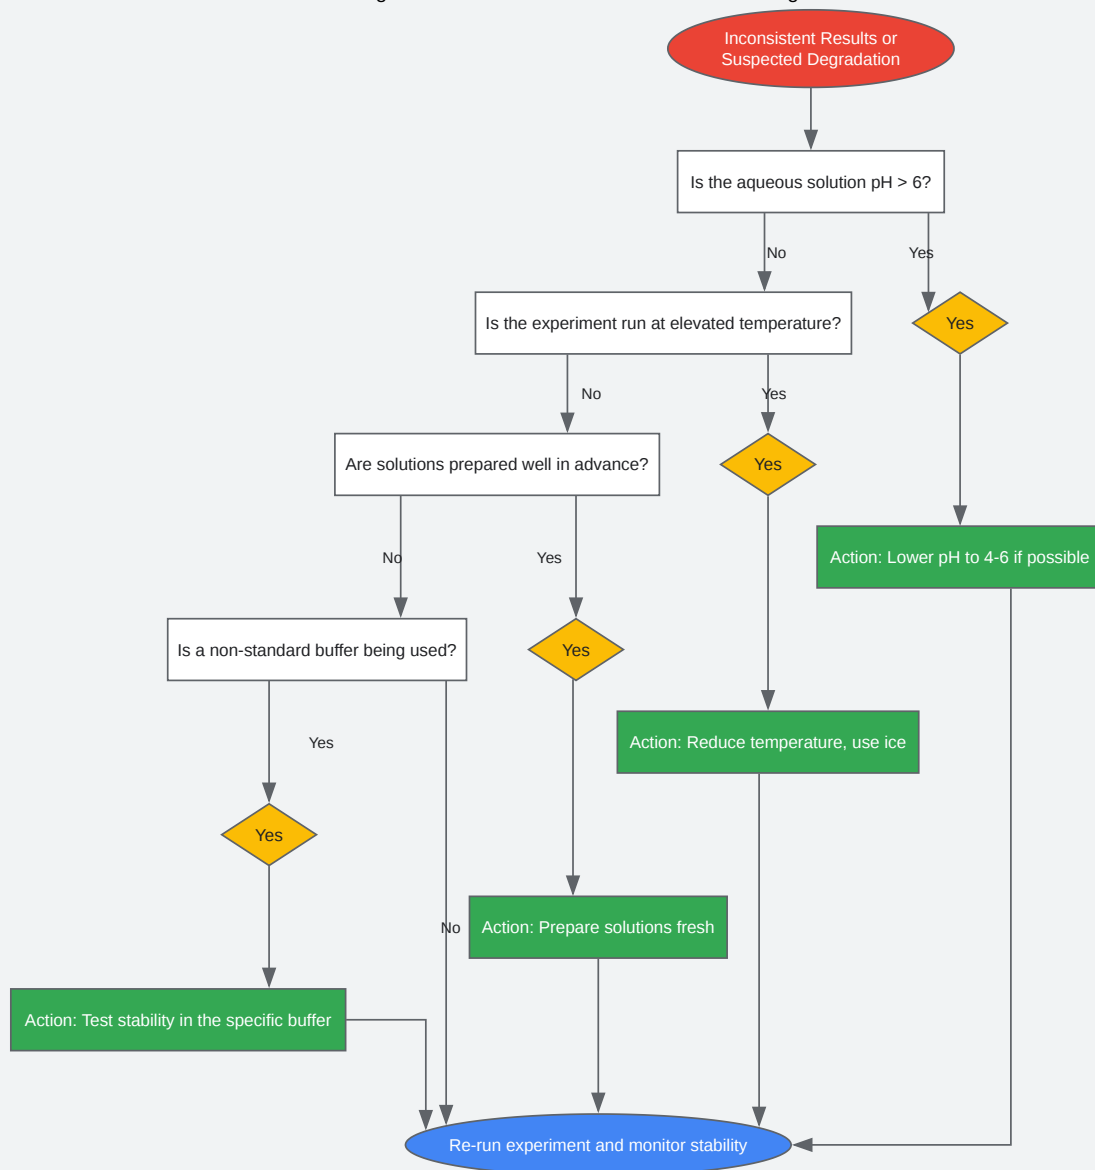 Inconsistent Results or
Suspected Degradation
Is the aqueous solution pH > 6?
No
Yes
Is the experiment run at elevated temperature?
Yes
No
Yes
Are solutions prepared well in advance?
Yes
No
Yes
Action: Lower pH to 4-6 if possible
Is a non-standard buffer being used?
Yes
Yes
Action: Reduce temperature, use ice
Yes
No
Action: Prepare solutions fresh
Action: Test stability in the specific buffer
Re-run experiment and monitor stability